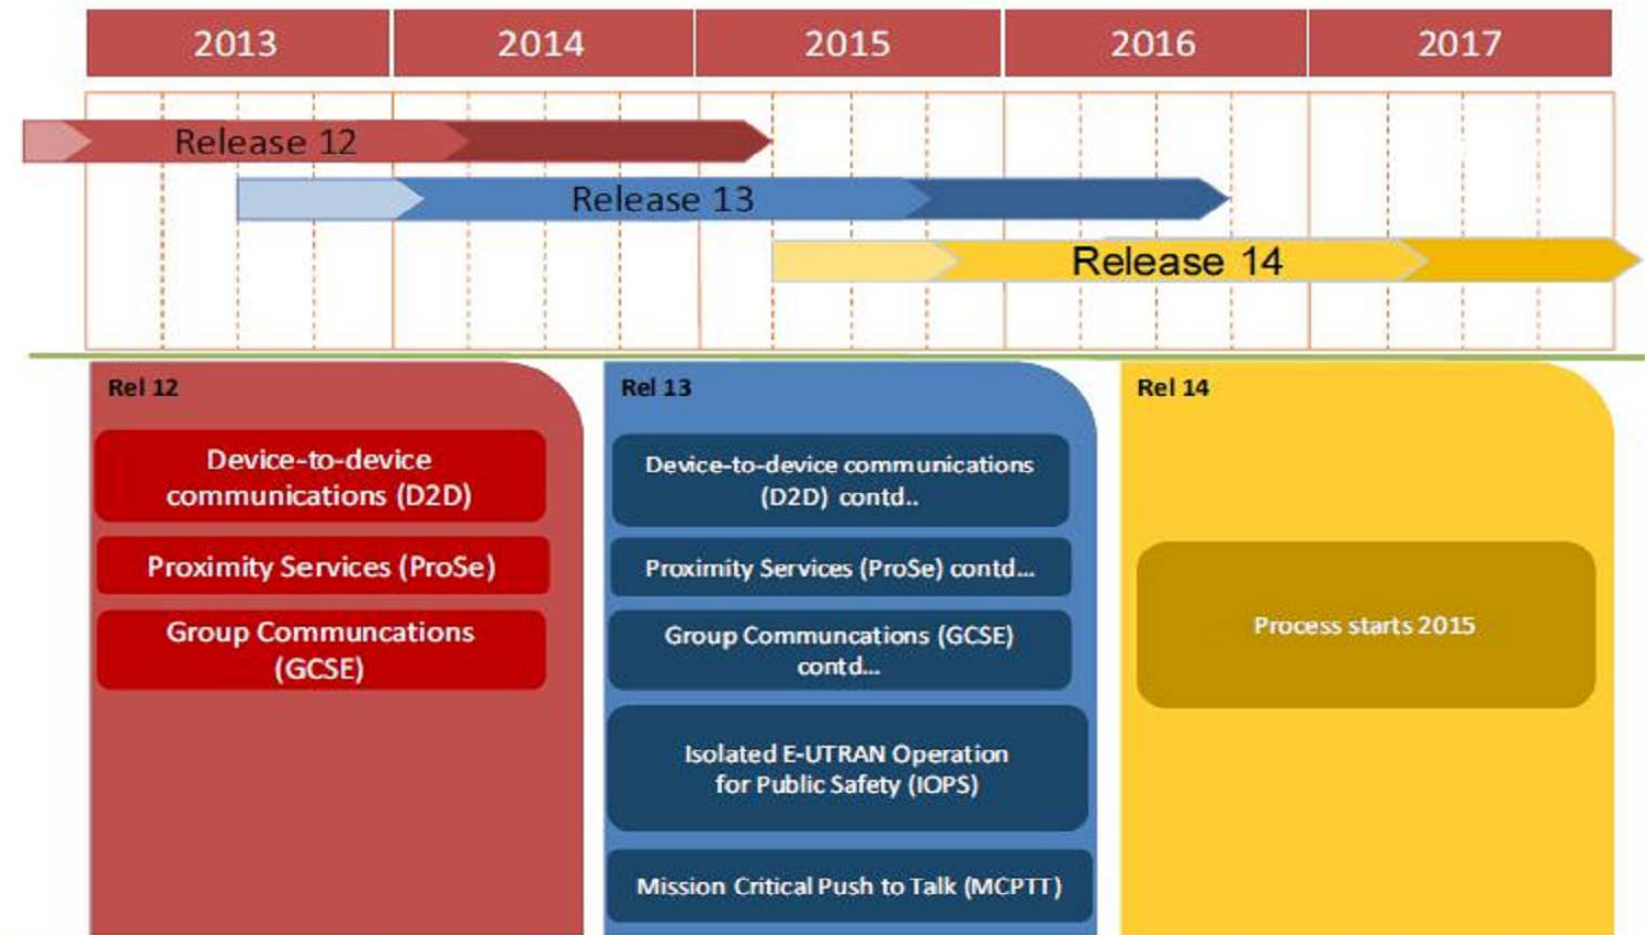 2013 2014 2015 2016 2017
Release 12
Release 13
Release 14
Rel 12
Device-to-device
communications (D2D)
Proximity Services (ProSe)
Group Communcations
(GCSE)
Rel 13
Device-to-device communications
(D2D) contd..
Proximity Services (ProSe) contd...
Group Communcations (GCSE)
contd...
Isolated E-UTRAN Operation
for Public Safety (IOPS)
Mission Critical Push to Talk (MCPTT)
Rel 14
Process starts 2015